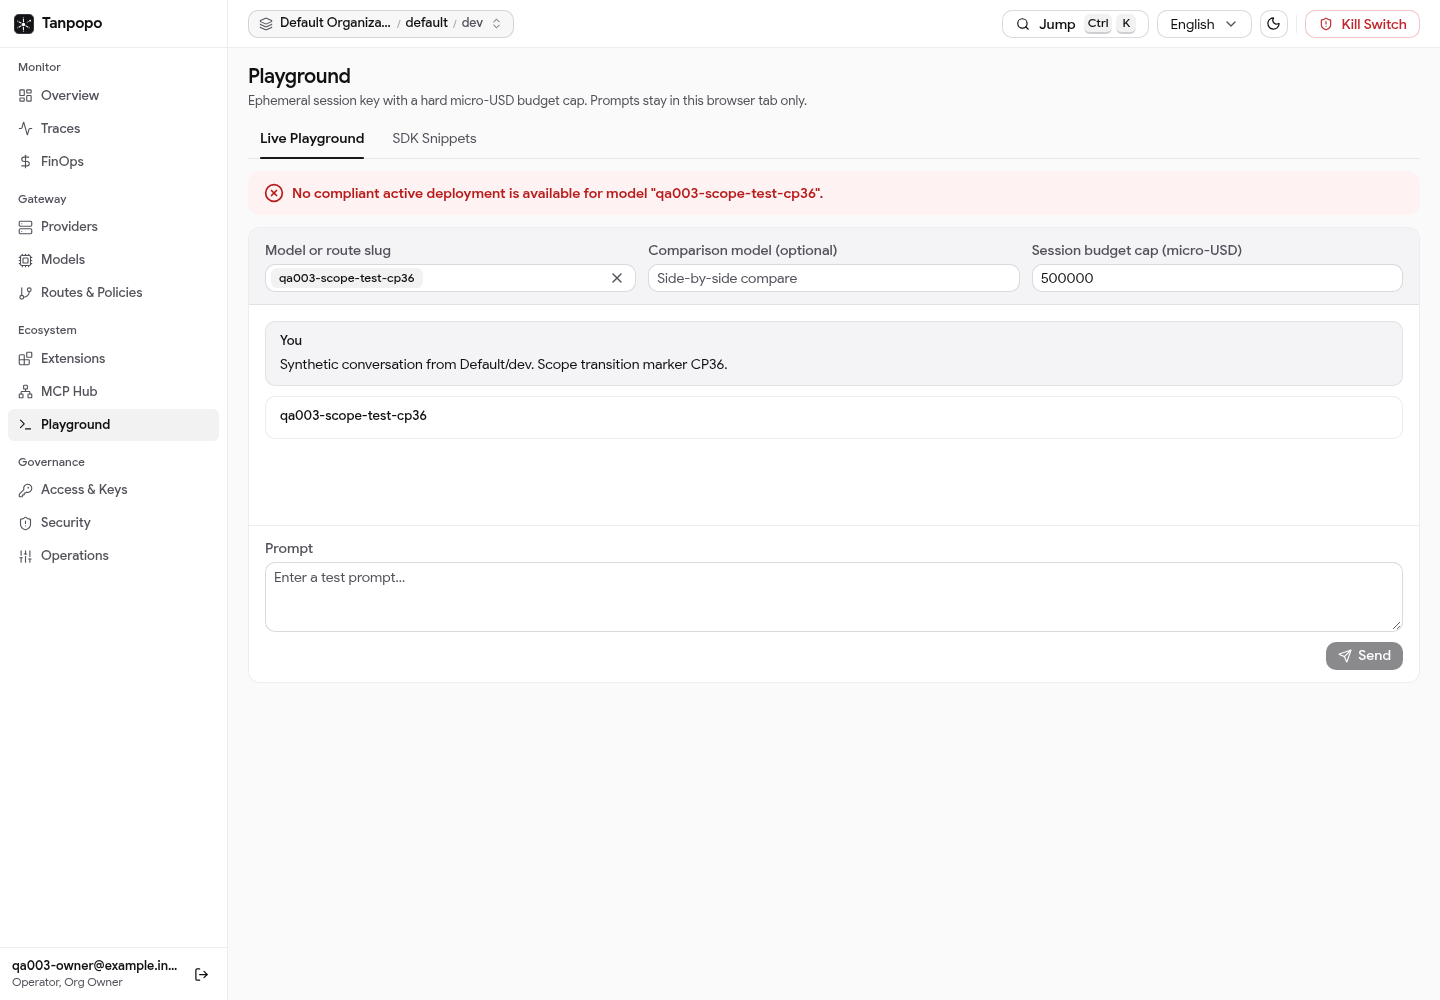 Tanpopo
Default Organiza... / default / dev
Jump Ctrl K
English
Kill Switch
Monitor
Overview
Traces
FinOps
Gateway
Providers
Models
Routes & Policies
Ecosystem
Extensions
MCP Hub
Playground
Governance
Access & Keys
Security
Operations
qa003-owner@example.in...
Operator, Org Owner
Playground
Ephemeral session key with a hard micro-USD budget cap. Prompts stay in this browser tab only.
Live Playground SDK Snippets
No compliant active deployment is available for model "qa003-scope-test-cp36".
Model or route slug
qa003-scope-test-cp36
Comparison model (optional)
Side-by-side compare
Session budget cap (micro-USD)
500000
You
Synthetic conversation from Default/dev. Scope transition marker CP36.
qa003-scope-test-cp36
Prompt
Enter a test prompt...
Send